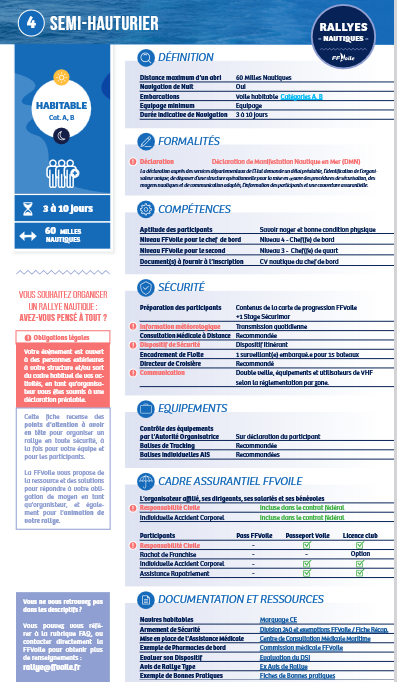 4 SEMI-HAUTURIER
RALLYES
- NAUTIQUES -
FFVoile
HABITABLE
Cat. A, B
3 à 10 jours
60 MILLES
NAUTIQUES
VOUS SOUHAITEZ ORGANISER
UN RALLYE NAUTIQUE :
AVEZ-VOUS PENSÉ À TOUT ?
Obligations légales
Votre évènement est ouvert
à des personnes extérieures
à votre structure et/ou sort
du cadre habituel de vos ac-
tivités, en tant qu'organisa-
teur vous êtes soumis à une
déclaration préalable.
Cette fiche recense des
points d'attention à avoir
en tête pour organiser un
rallye en toute sécurité, à
la fois pour votre équipe et
pour les participants.
La FFVoile vous propose de
la ressource et des solutions
pour répondre à votre obli-
gation de moyen en tant
qu'organisateur, et égale-
ment pour l'animation de
votre rallye.
Vous ne vous retrouvez pas
dans les descriptifs ?
Vous pouvez vous réfé-
rer à la rubrique FAQ, ou
contacter directement la
FFVoile pour obtenir plus
de renseignements :
rallye@ffvoile.fr
DÉFINITION
Distance maximum d'un abri 60 Milles Nautiques
Navigation de Nuit Oui
Embarcations Voile habitable Catégories A, B
Equipage minimum Equipage
Durée indicative de Navigation 3 à 10 jours
FORMALITÉS
Déclaration Déclaration de Manifestation Nautique en Mer (DMN)
La déclaration auprès des services départementaux de l'Etat demande un délai préalable, l'identification de l'organi-
sateur unique, de disposer d'une structure opérationnelle pour la mise en œuvre des procédures de sécurisation, des
moyens nautiques et de communication adaptés, l'information des participants et une couverture assurantielle.
COMPÉTENCES
Aptitude des participants Savoir nager et bonne condition physique
Niveau FFVoile pour le chef de bord Niveau 4 - Chef(fe) de bord
Niveau FFVoile pour le second Niveau 3 - Chef(fe) de quart
Document(s) à fournir à l'inscription CV nautique du chef de bord
SÉCURITÉ
Préparation des participants Contenus de la carte de progression FFVoile
+1 Stage Sécurimar
Information météorologique Transmission quotidienne
Consultation Médicale à Distance Recommandée
Dispositif de Sécurité Dispositif itinérant
Encadrement de Flotte 1 surveillant(e) embarqué.e pour 15 bateaux
Directeur de Croisière Recommandé
Communication Double veille, équipements et utilisateurs de VHF
selon la réglementation par zone.
EQUIPEMENTS
Contrôle des équipements
par l'Autorité Organisatrice Sur déclaration du participant
Balises de Tracking Recommandées
Balises individuelles AIS Recommandées
CADRE ASSURANTIEL FFVOILE
L'organisateur affilié, ses dirigeants, ses salariés et ses bénévoles
Responsabilité Civile Incluse dans le contrat fédéral
Individuelle Accident Corporel Incluse dans le contrat fédéral
Participants Pass FFVoile Passeport Voile Licence club
Responsabilité Civile -
Rachat de Franchise - - Option
Individuelle Accident Corporel -
Assistance Rapatriement -
DOCUMENTATION ET RESSOURCES
Navires habitables Marquage CE
Armement de Sécurité Division 240 et exemptions FFVoile / Fiche Récap.
Mise en place de l'Assistance Médicale Centre de Consultation Médicale Maritime
Exemple de Pharmacies de bord Commission médicale FFVoile
Evaluer son Dispositif Evaluation du DSI
Avis de Rallye Type Ex Avis de Rallye
Exemple de Bonnes Pratiques Fiches de Bonnes pratiques